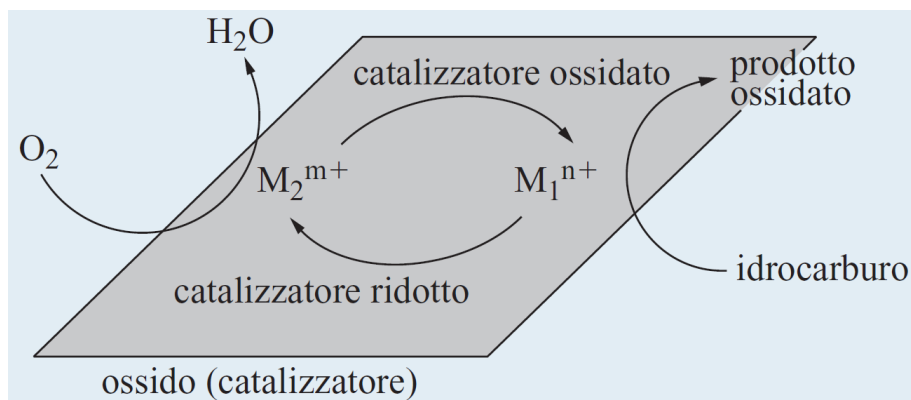 H₂O
catalizzatore ossidato
prodotto
ossidato
O₂
M₂ᵐ⁺
M₁ⁿ⁺
idrocarburo
catalizzatore ridotto
ossido (catalizzatore)